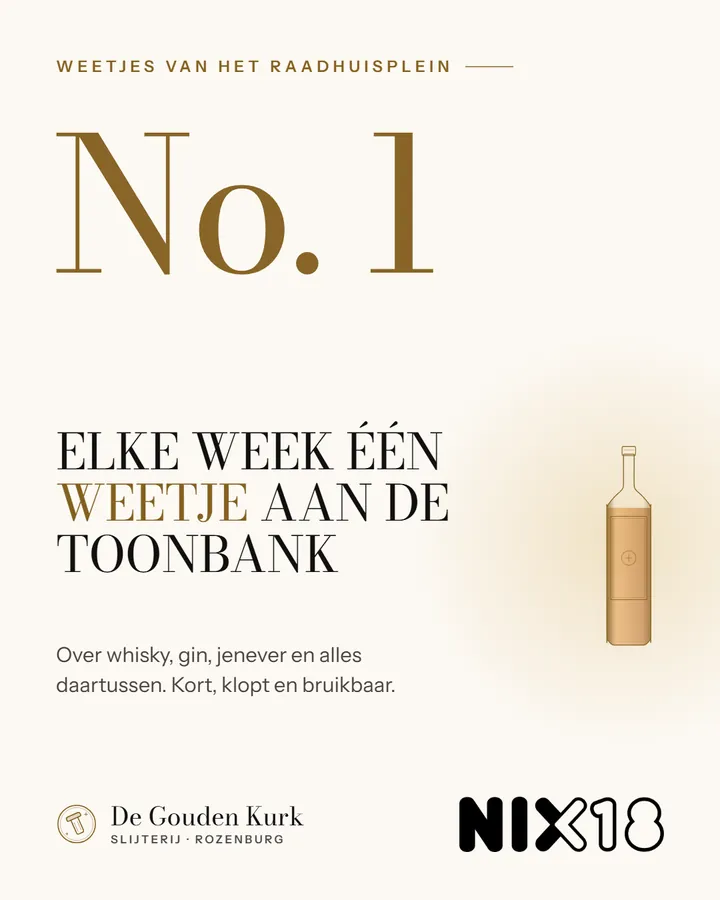 WEETJES VAN HET RAADHUISPLEIN
No. 1
ELKE WEEK ÉÉN
WEETJE AAN DE
TOONBANK
Over whisky, gin, jenever en alles
daartussen. Kort, klopt en bruikbaar.
De Gouden Kurk
SLIJTERIJ · ROZENBURG
NIX18